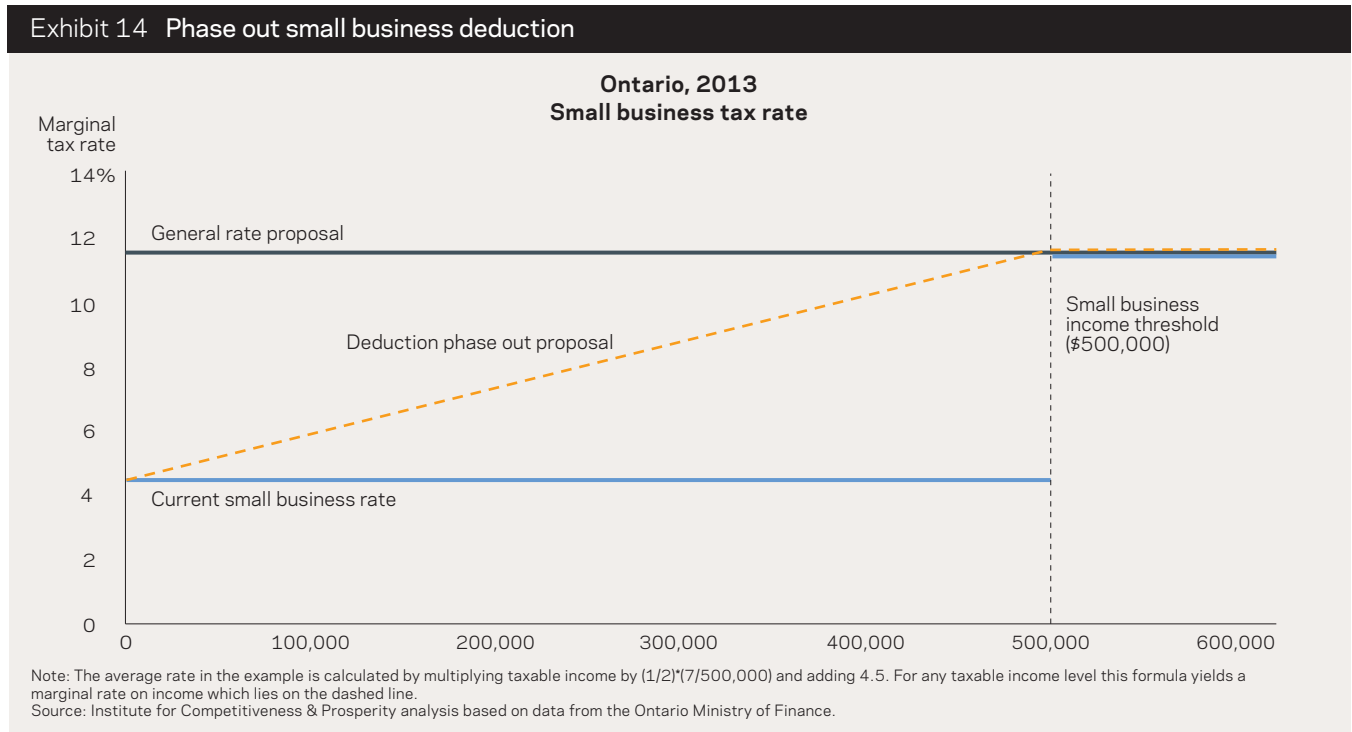 Exhibit 14 Phase out small business deduction
Ontario, 2013
Small business tax rate
Marginal
tax rate
14%
12
10
8
6
4
2
0
General rate proposal
Deduction phase out proposal
Current small business rate
Small business
income threshold
($500,000)
0 100,000 200,000 300,000 400,000 500,000 600,000
Note: The average rate in the example is calculated by multiplying taxable income by (1/2)*(7/500,000) and adding 4.5. For any taxable income level this formula yields a
marginal rate on income which lies on the dashed line.
Source: Institute for Competitiveness & Prosperity analysis based on data from the Ontario Ministry of Finance.